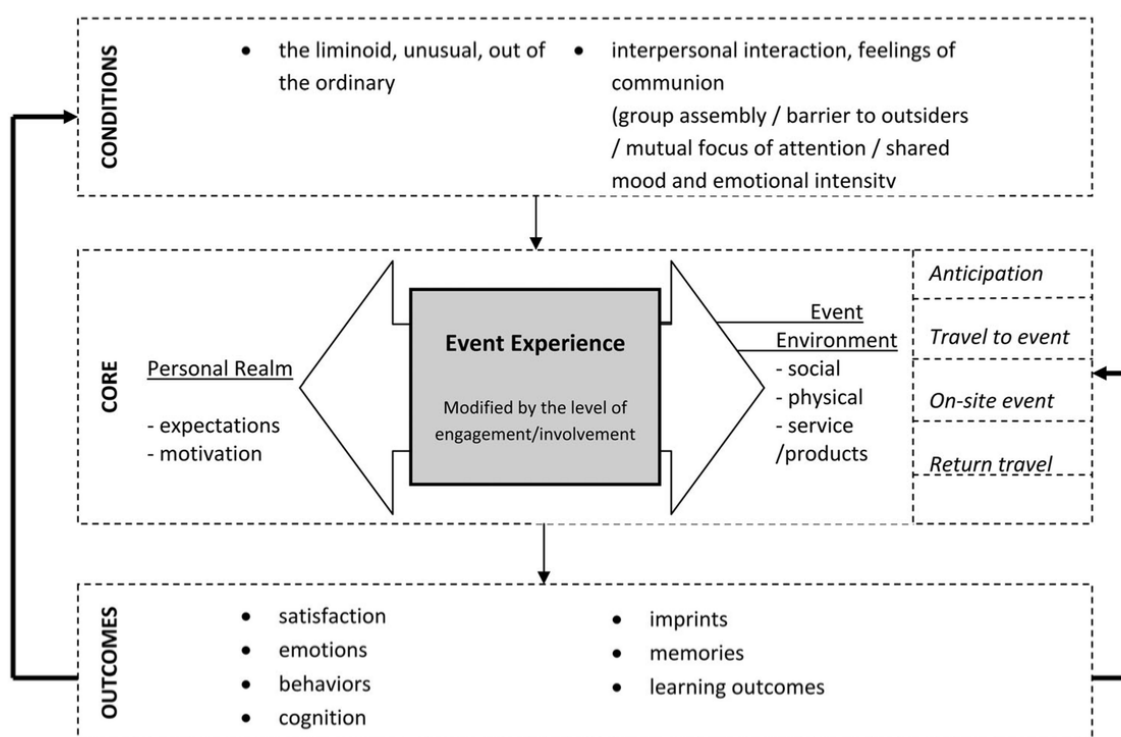 CONDITIONS
• the liminoid, unusual, out of
the ordinary
• interpersonal interaction, feelings of
communion
(group assembly / barrier to outsiders
/ mutual focus of attention / shared
mood and emotional intensity
CORE
Personal Realm
- expectations
- motivation
Event Experience
Modified by the level of
engagement/involvement
Event
Environment
- social
- physical
- service
/products
Anticipation
Travel to event
On-site event
Return travel
OUTCOMES
• satisfaction
• emotions
• behaviors
• cognition
• imprints
• memories
• learning outcomes